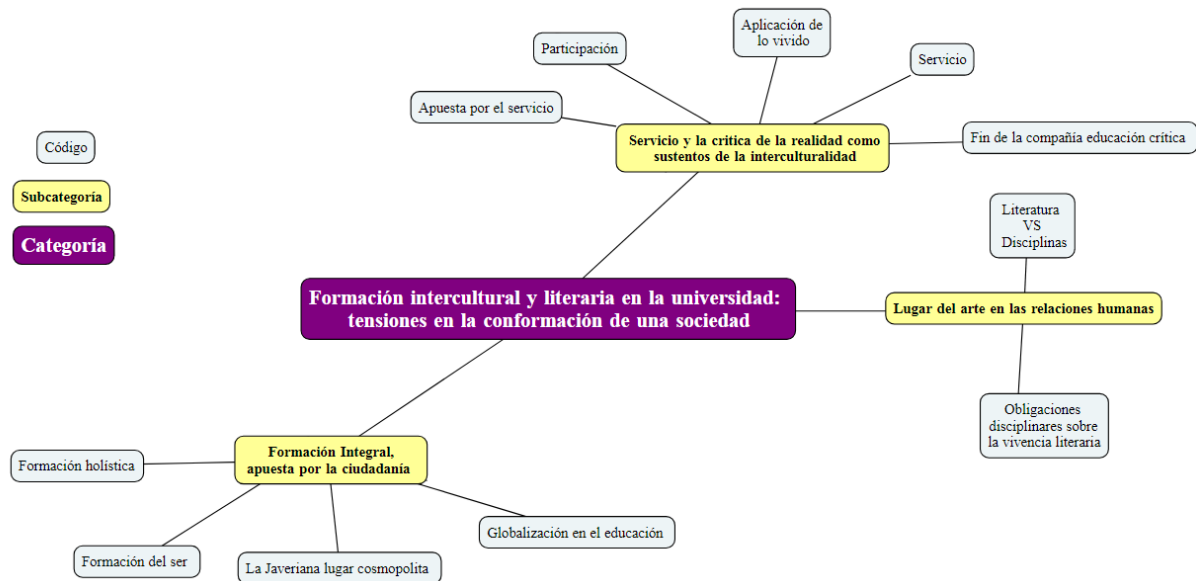 Aplicación de
lo vivido
Participación
Servicio
Apuesta por el servicio
Servicio y la critica de la realidad como
sustentos de la interculturalidad
Fin de la compañía educación crítica
Código
Subcategoría
Categoría
Literatura
VS
Disciplinas
Formación intercultural y literaria en la universidad:
tensiones en la conformación de una sociedad
Lugar del arte en las relaciones humanas
Obligaciones
disciplinares sobre
la vivencia literaria
Formación Integral,
apuesta por la ciudadanía
Formación holística
Globalización en el educación
Formación del ser
La Javeriana lugar cosmopolita